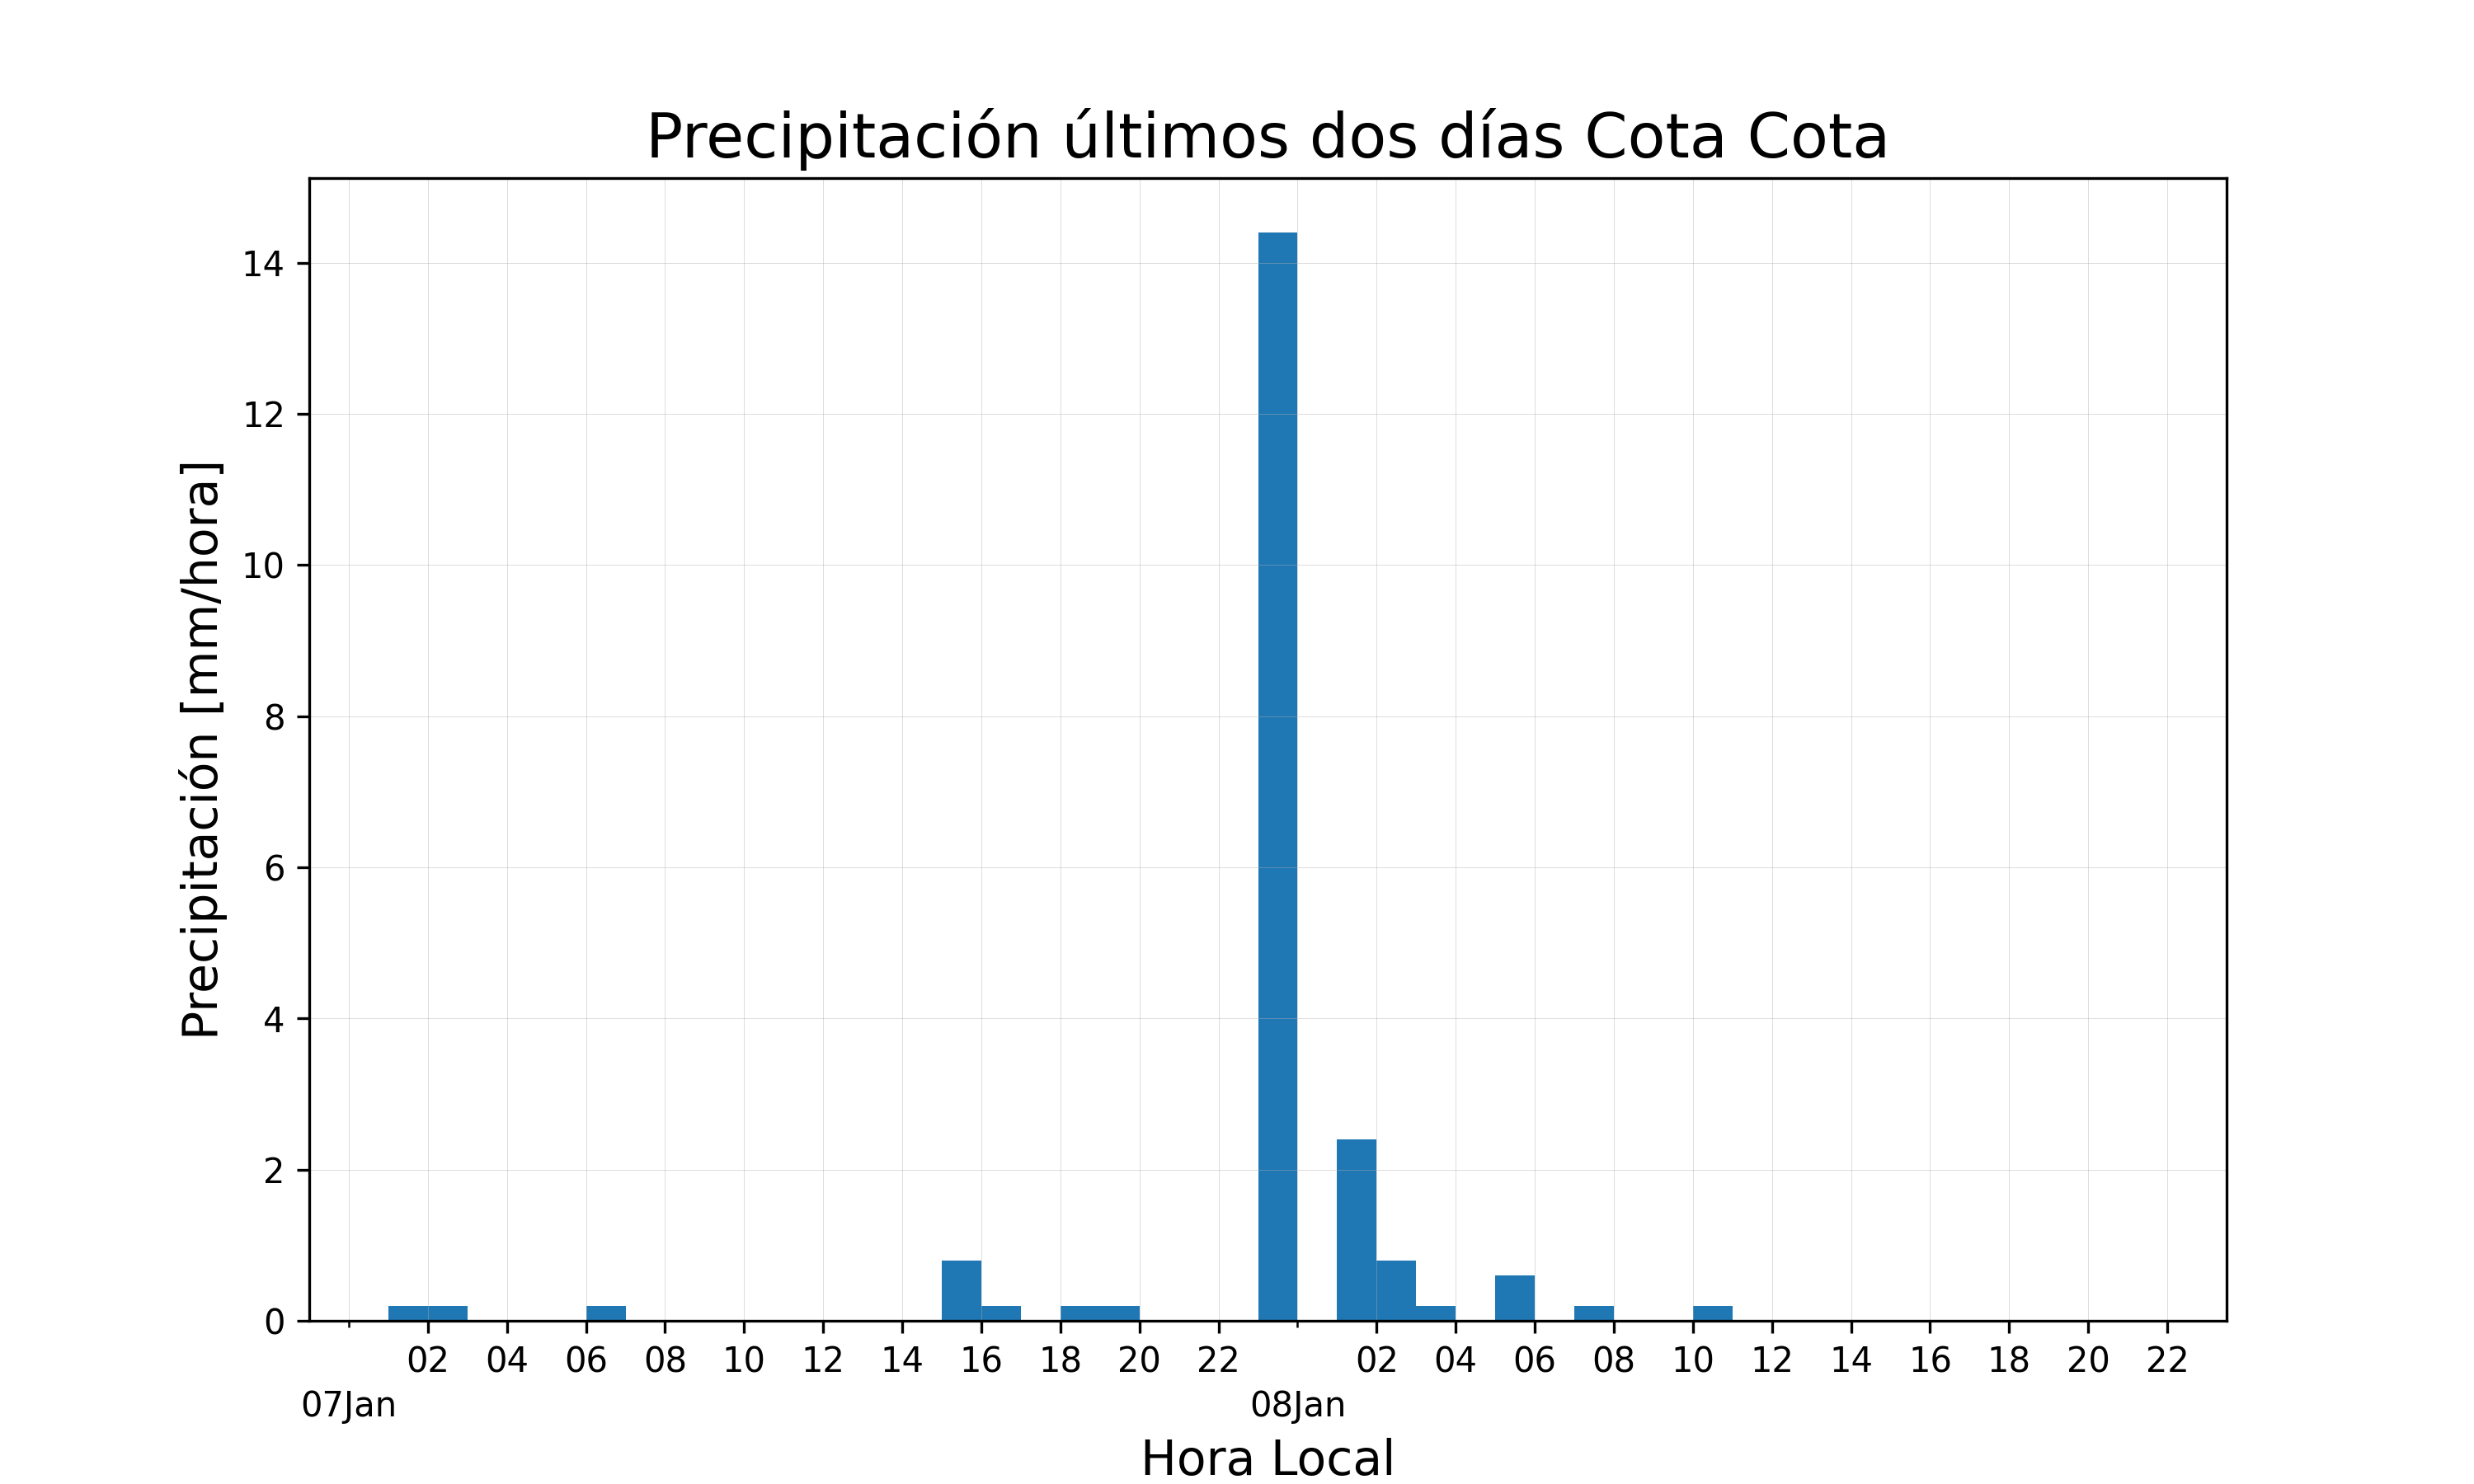 Precipitación últimos dos días Cota Cota
Precipitación [mm/hora]
14
12
10
8
6
4
2
0
02 04 06 08 10 12 14 16 18 20 22 02 04 06 08 10 12 14 16 18 20 22
07Jan 08Jan
Hora Local